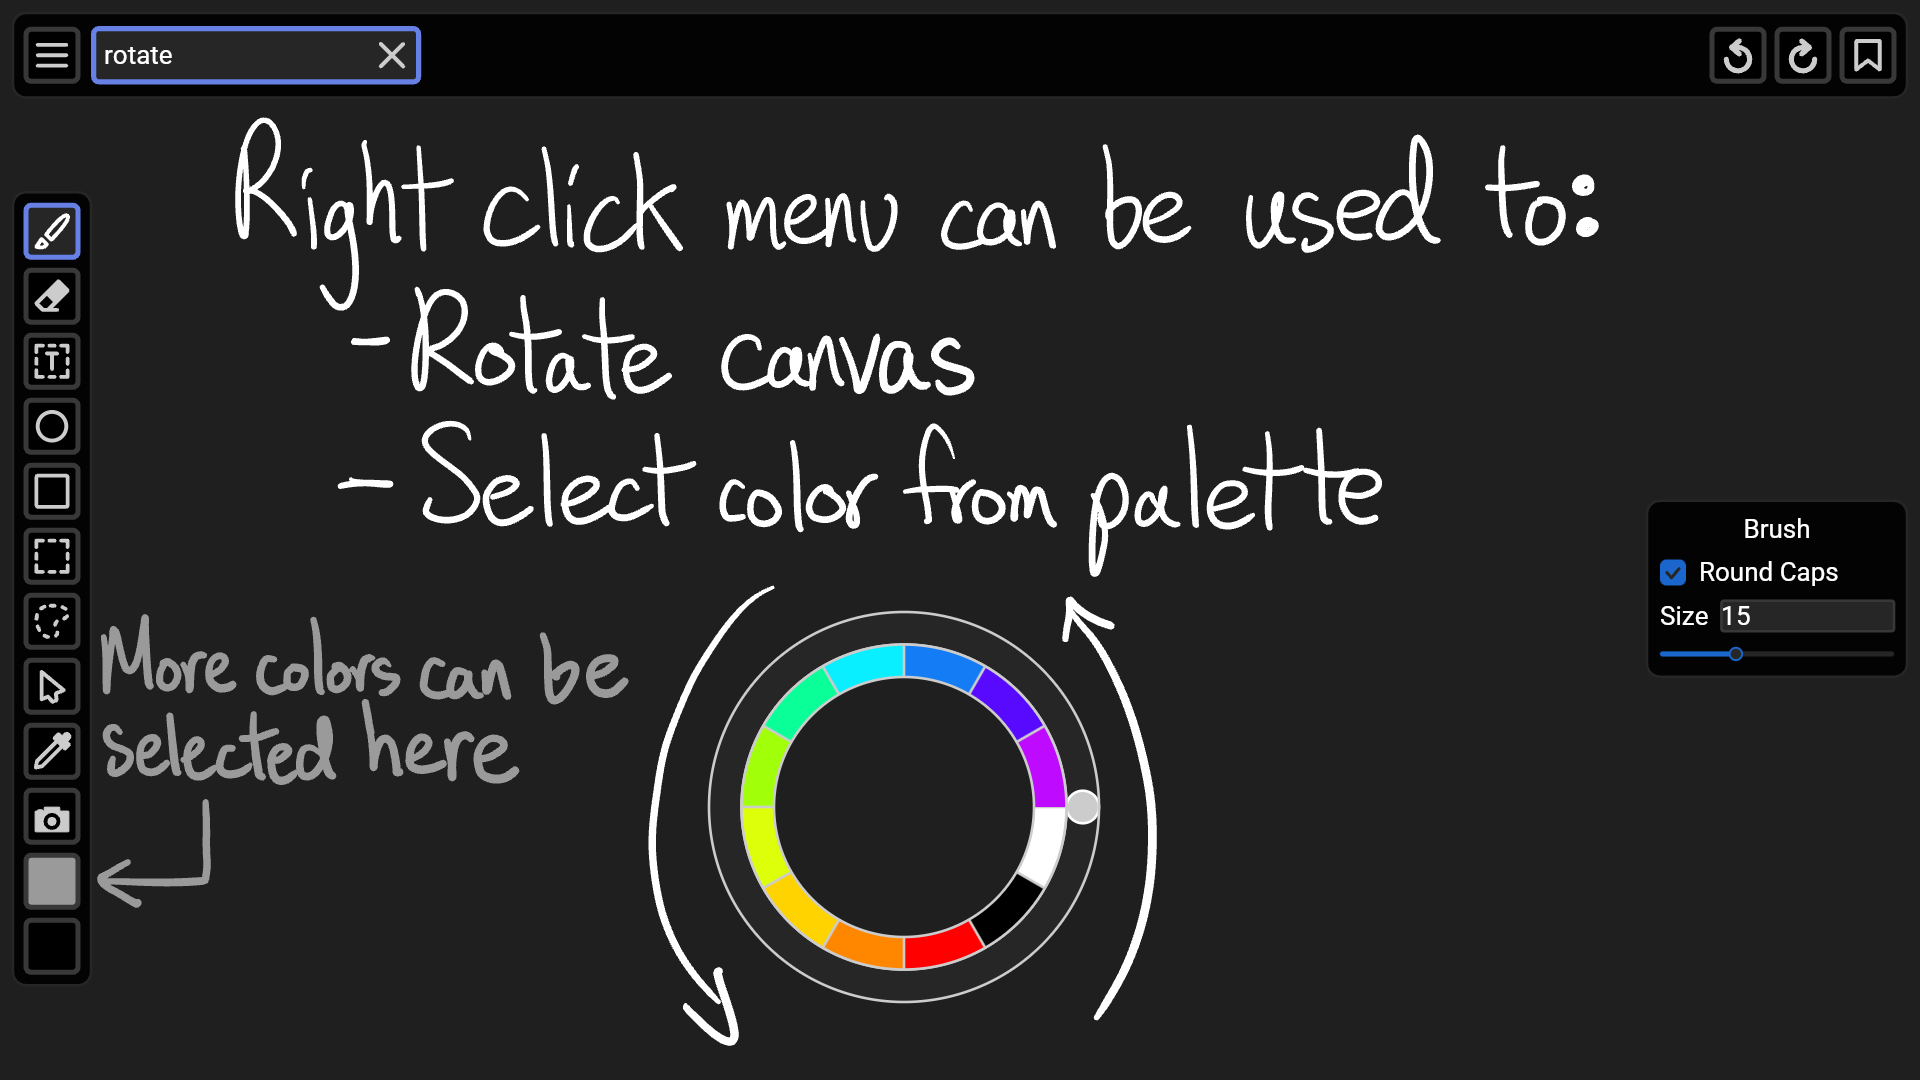 rotate
Right click menu can be used to:
- Rotate canvas
- Select color from palette
More colors can be
selected here
Brush
Round Caps
Size 15